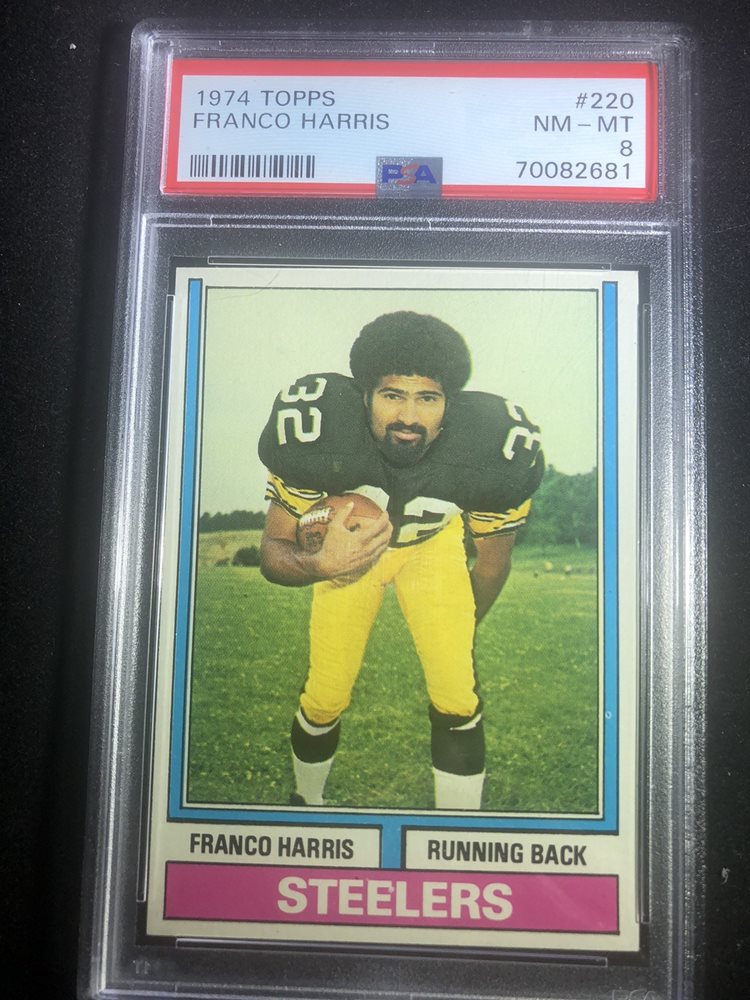 1974 TOPPS #220
FRANCO HARRIS NM - MT
8
PSA 70082681
32 32
32
FRANCO HARRIS RUNNING BACK
STEELERS